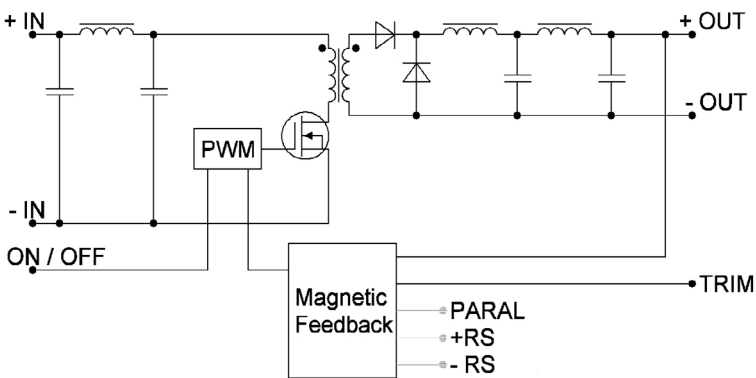 + IN
+ OUT
- OUT
PWM
- IN
ON / OFF
Magnetic
Feedback
TRIM
PARAL
+RS
- RS